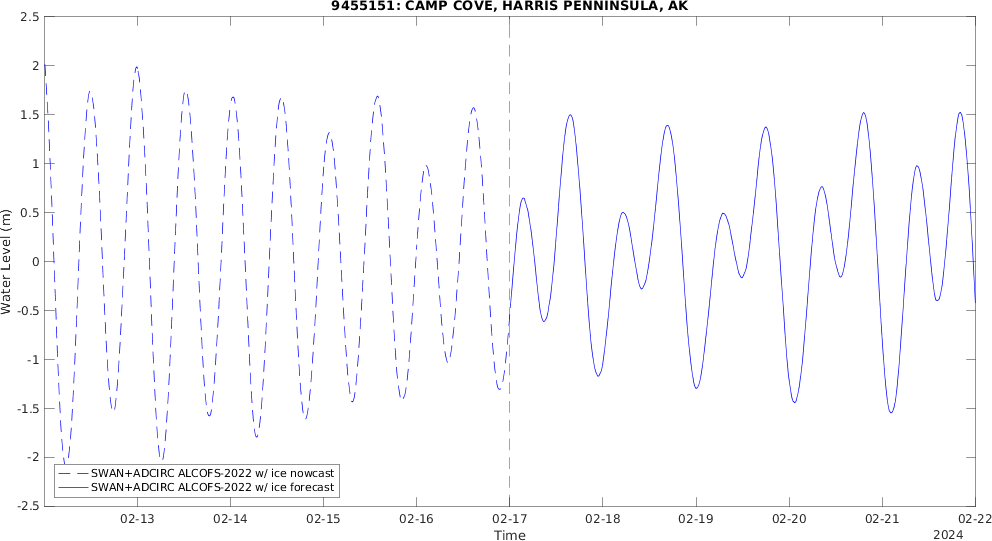 9455151: CAMP COVE, HARRIS PENNINSULA, AK
2.5
2
1.5
1
0.5
0
-0.5
-1
-1.5
-2
-2.5
Water Level (m)
SWAN+ADCIRC ALCOFS-2022 w/ ice nowcast
SWAN+ADCIRC ALCOFS-2022 w/ ice forecast
02-13 02-14 02-15 02-16 02-17 02-18 02-19 02-20 02-21 02-22
Time
2024